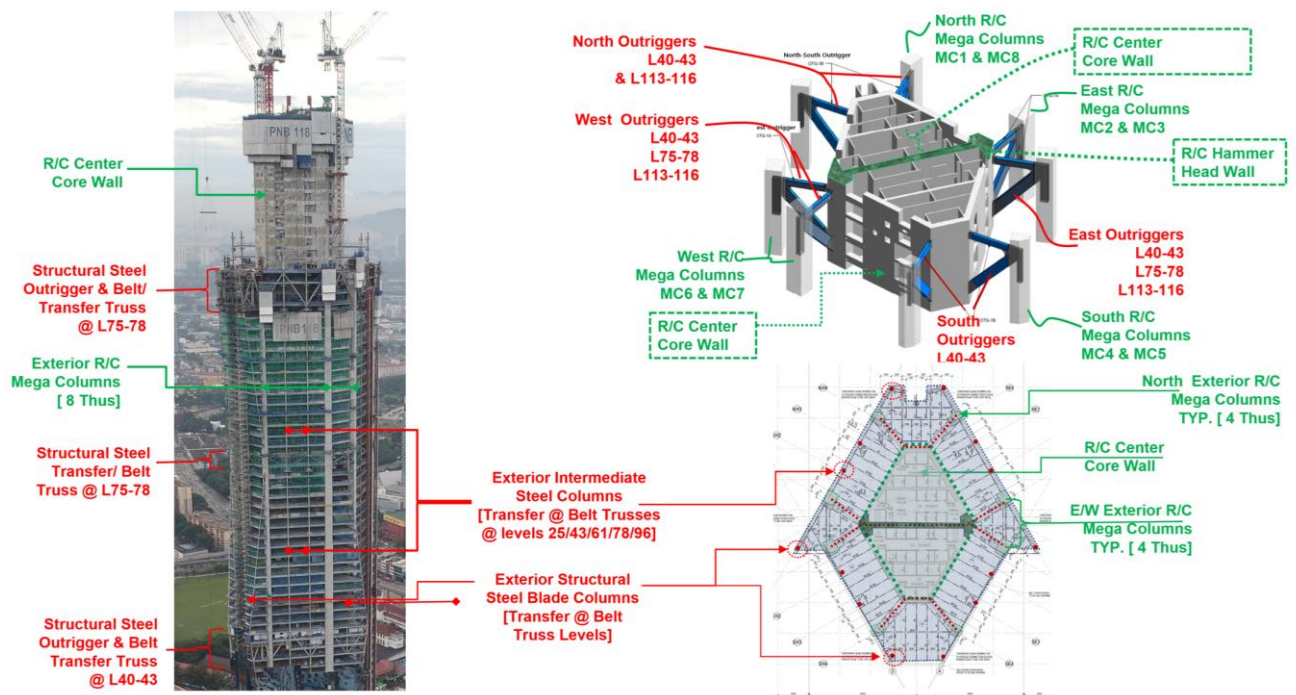 PNB 118
R/C Center
Core Wall
Structural Steel
Outrigger & Belt/
Transfer Truss
@ L75-78
PNB118
Exterior R/C
Mega Columns
[ 8 Thus]
Structural Steel
Transfer/ Belt
Truss @ L75-78
Structural Steel
Outrigger & Belt
Transfer Truss
@ L40-43
Exterior Intermediate
Steel Columns
[Transfer @ Belt Trusses
@ levels 25/43/61/78/96]
Exterior Structural
Steel Blade Columns
[Transfer @ Belt
Truss Levels]
North Outriggers
L40-43
& L113-116
West Outriggers
L40-43
L75-78
L113-116
North-South Outrigger
North R/C
Mega Columns
MC1 & MC8
R/C Center
Core Wall
East R/C
Mega Columns
MC2 & MC3
R/C Hammer
Head Wall
East Outriggers
L40-43
L75-78
L113-116
West R/C
Mega Columns
MC6 & MC7
R/C Center
Core Wall
South
Outriggers
L40-43
South R/C
Mega Columns
MC4 & MC5
North Exterior R/C
Mega Columns
TYP. [ 4 Thus]
R/C Center
Core Wall
E/W Exterior R/C
Mega Columns
TYP. [ 4 Thus]